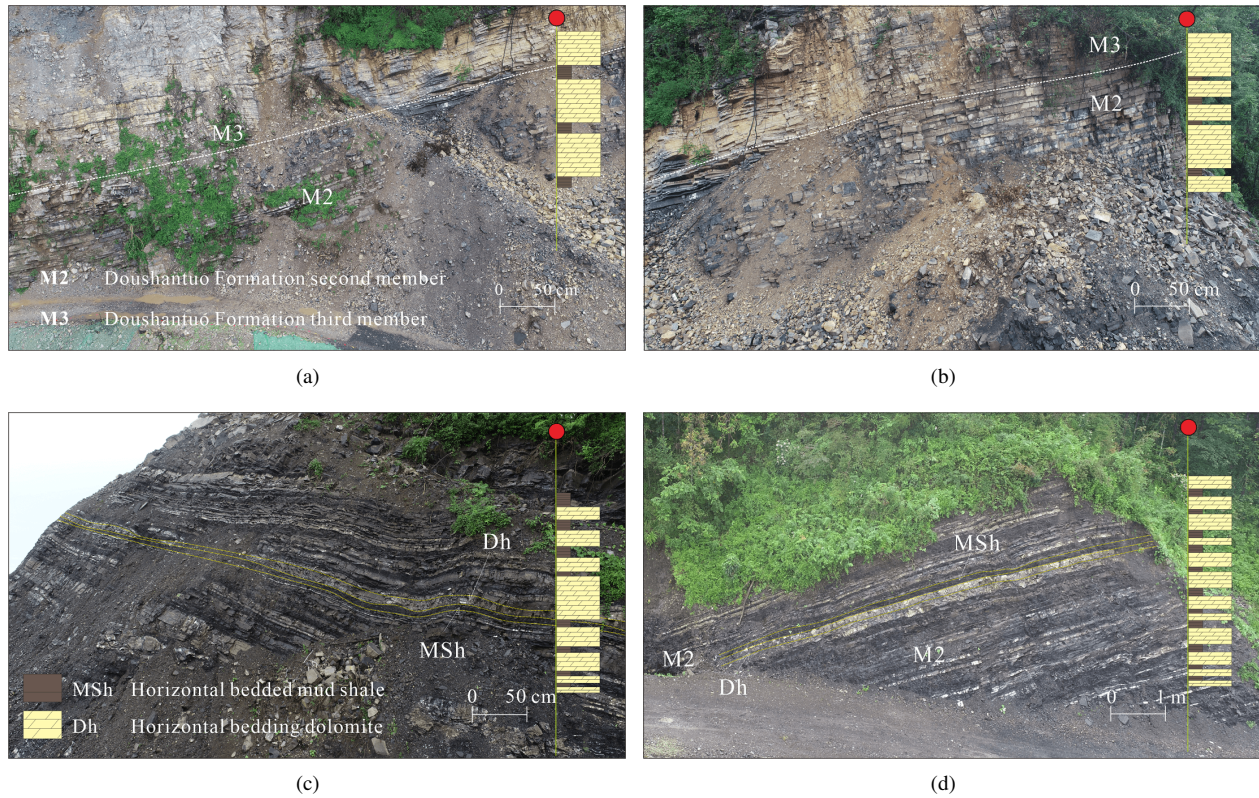 M3
M2
M2 Doushantuo Formation second member
M3 Doushantuo Formation third member
0 50 cm
(a)
M3
M2
0 50 cm
(b)
Dh
MSh
MSh Horizontal bedded mud shale
Dh Horizontal bedding dolomite
0 50 cm
(c)
MSh
M2
M2
Dh
0 1 m
(d)